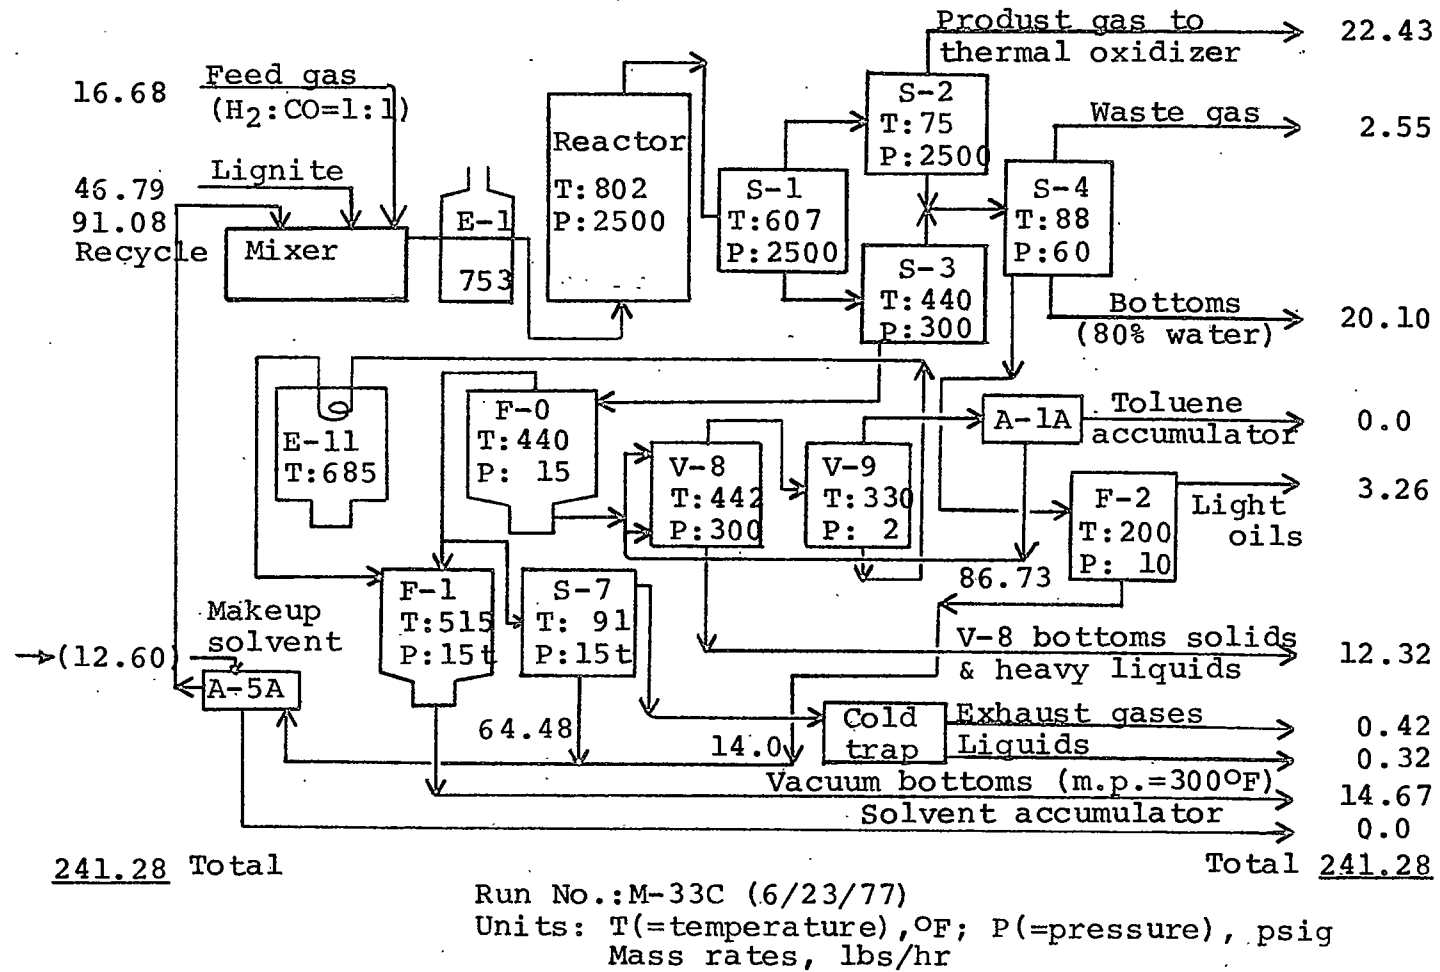 Produst gas to
thermal oxidizer
22.43
16.68
Feed gas
(H2:CO=1:1)
S-2
T:75
P:2500
Waste gas
2.55
Reactor
T:802
P:2500
Lignite
46.79
91.08
Recycle
Mixer
E-1
753
S-1
T:607
P:2500
S-4
T:88
P:60
S-3
T:440
P:300
Bottoms
(80% water)
20.10
E-11
T:685
F-0
T:440
P: 15
V-8
T:442
P:300
V-9
T:330
P: 2
A-1A
Toluene
accumulator
0.0
F-2
T:200
P: 10
Light
oils
3.26
86.73
F-1
T:515
P:15t
S-7
T: 91
P:15t
Makeup
solvent
(12.60)
A-5A
V-8 bottoms solids
& heavy liquids
12.32
64.48
14.0
Cold
trap
Exhaust gases
0.42
Liquids
0.32
Vacuum bottoms (m.p.=300°F)
14.67
Solvent accumulator
0.0
241.28 Total
Total 241.28
Run No.:M-33C (6/23/77)
Units: T(=temperature),°F; P(=pressure), psig
Mass rates, lbs/hr